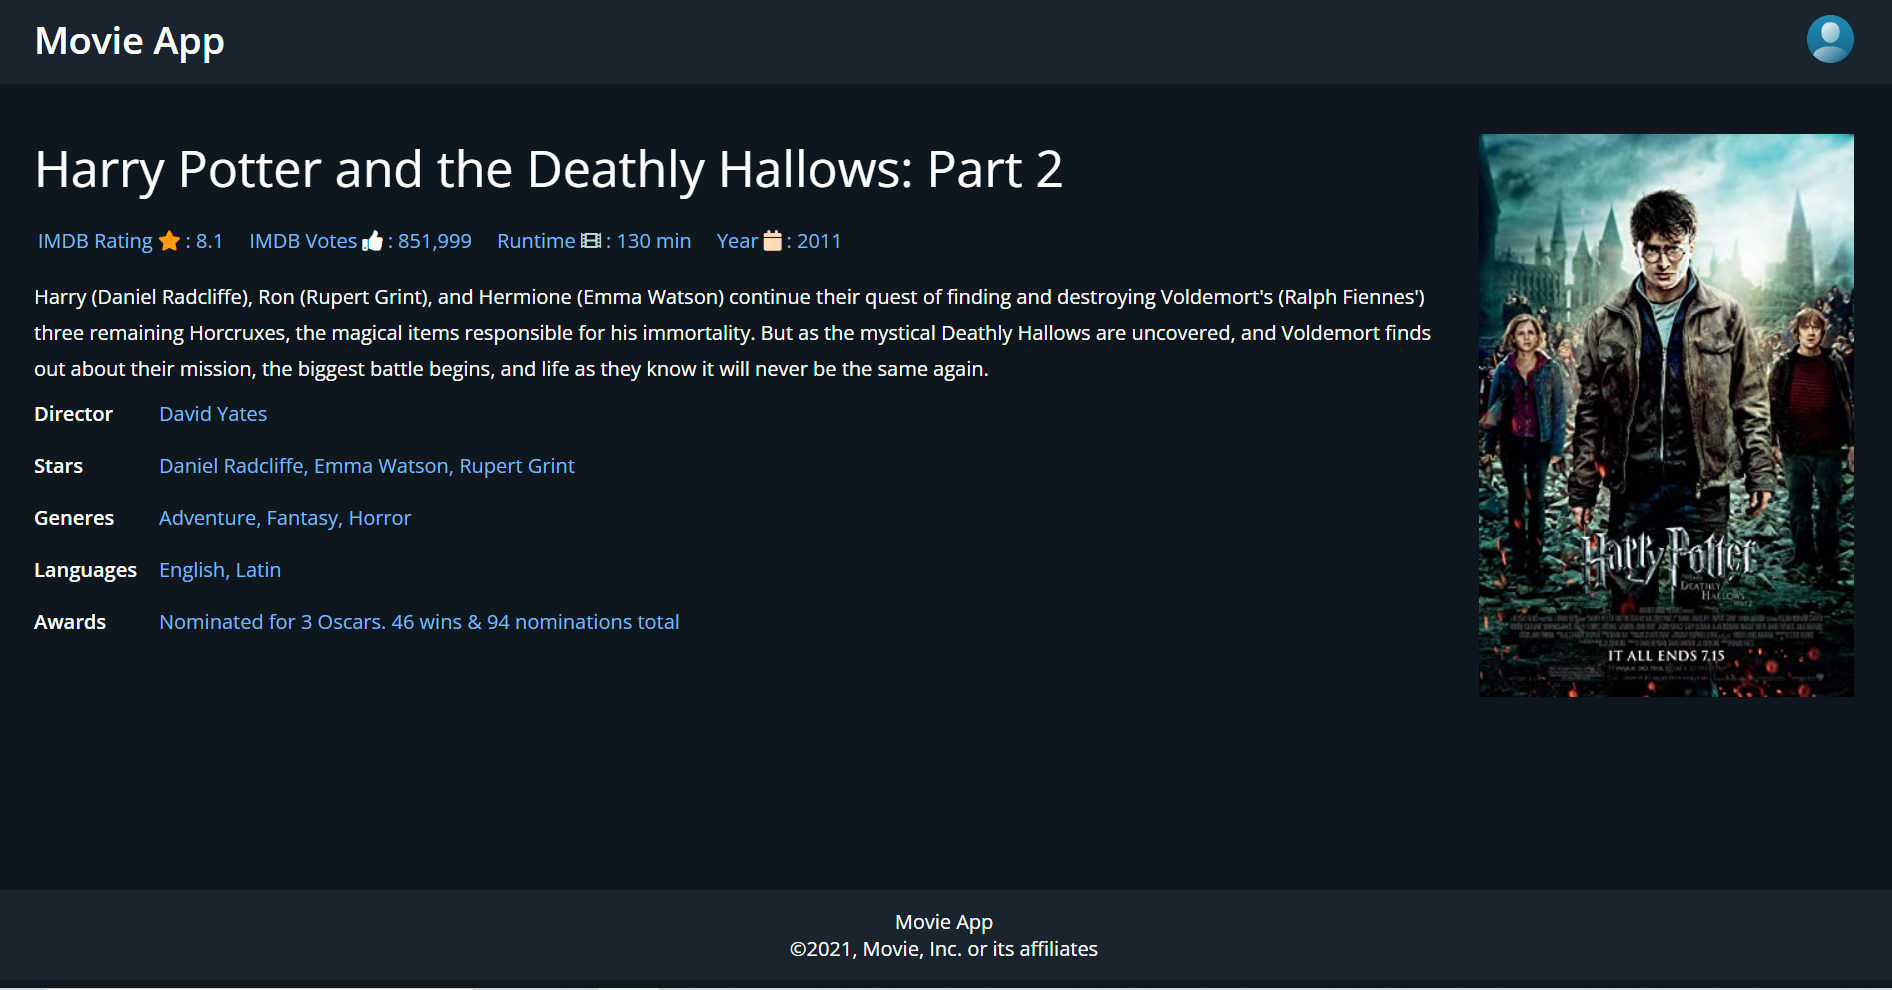 Movie App
Harry Potter and the Deathly Hallows: Part 2
IMDB Rating : 8.1 IMDB Votes : 851,999 Runtime : 130 min Year : 2011
Harry (Daniel Radcliffe), Ron (Rupert Grint), and Hermione (Emma Watson) continue their quest of finding and destroying Voldemort's (Ralph Fiennes')
three remaining Horcruxes, the magical items responsible for his immortality. But as the mystical Deathly Hallows are uncovered, and Voldemort finds
out about their mission, the biggest battle begins, and life as they know it will never be the same again.
Director David Yates
Stars Daniel Radcliffe, Emma Watson, Rupert Grint
Generes Adventure, Fantasy, Horror
Languages English, Latin
Awards Nominated for 3 Oscars. 46 wins & 94 nominations total
Harry Potter
DEATHLY
HALLOWS
IT ALL ENDS 7.15
Movie App
©2021, Movie, Inc. or its affiliates